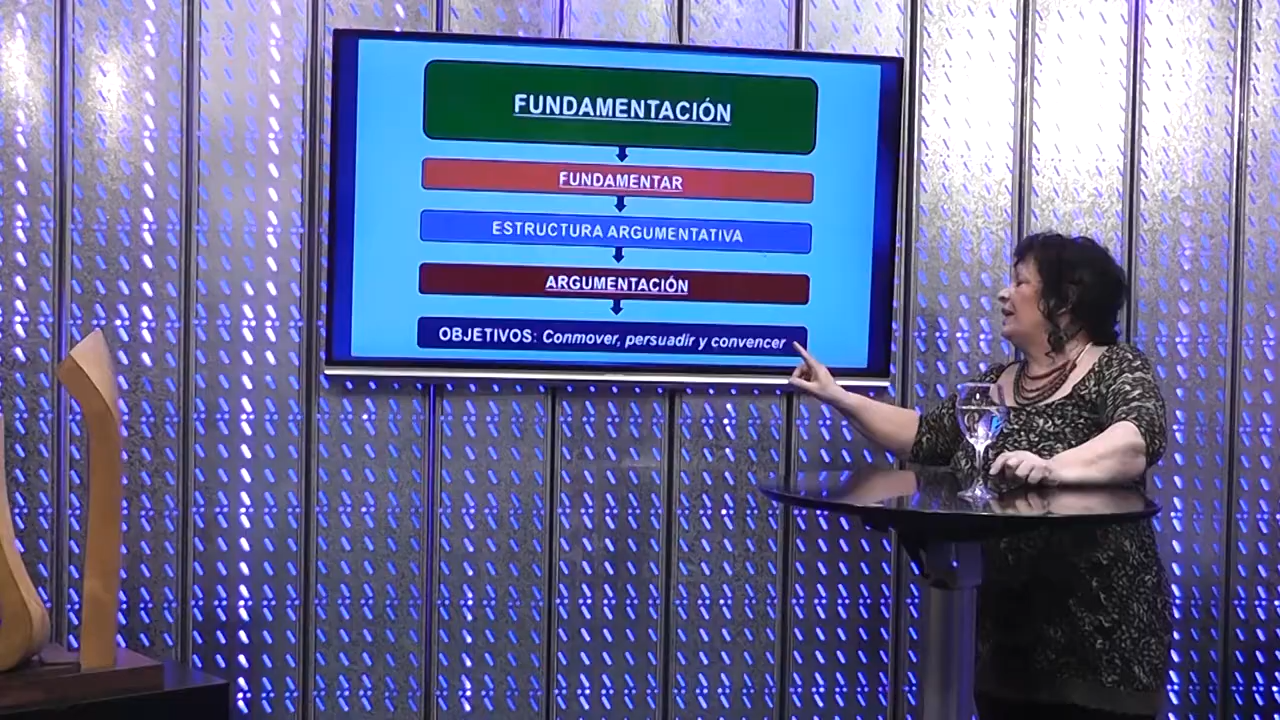 FUNDAMENTACIÓN
FUNDAMENTAR
ESTRUCTURA ARGUMENTATIVA
ARGUMENTACIÓN
OBJETIVOS: Conmover, persuadir y convencer